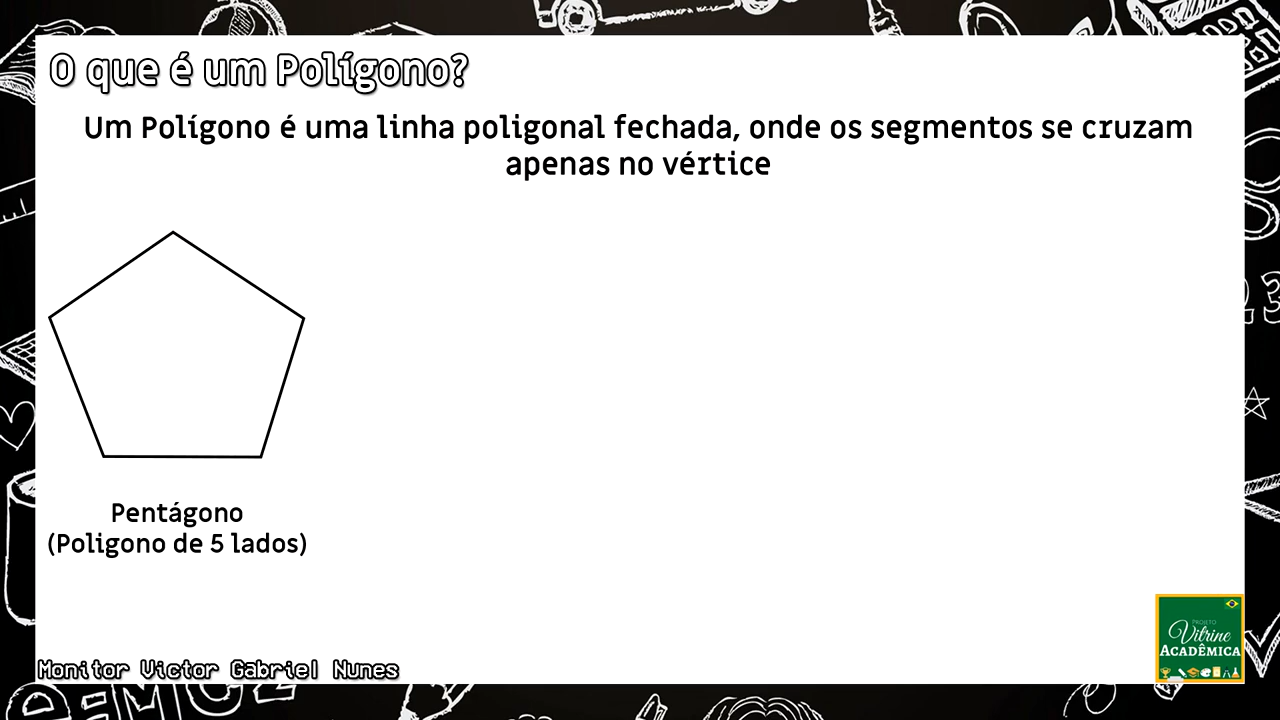 O que é um Polígono?
Um Polígono é uma linha poligonal fechada, onde os segmentos se cruzam
apenas no vértice
Pentágono
(Poligono de 5 lados)
PROJETO
Vitrine
ACADÊMICA
Monitor Victor Gabriel Nunes